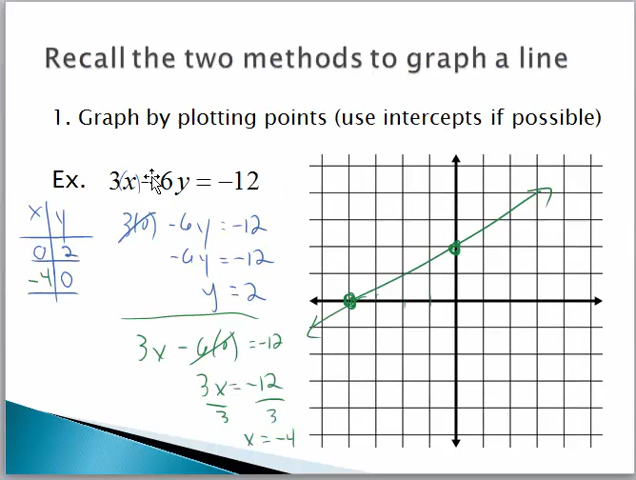 Recall the two methods to graph a line
1. Graph by plotting points (use intercepts if possible)
Ex. 3x - 6y = -12
x y
0 2
-4 0
3(0) - 6y = -12
-6y = -12
y = 2
3x - 6(0) = -12
3x = -12
3 3
x = -4